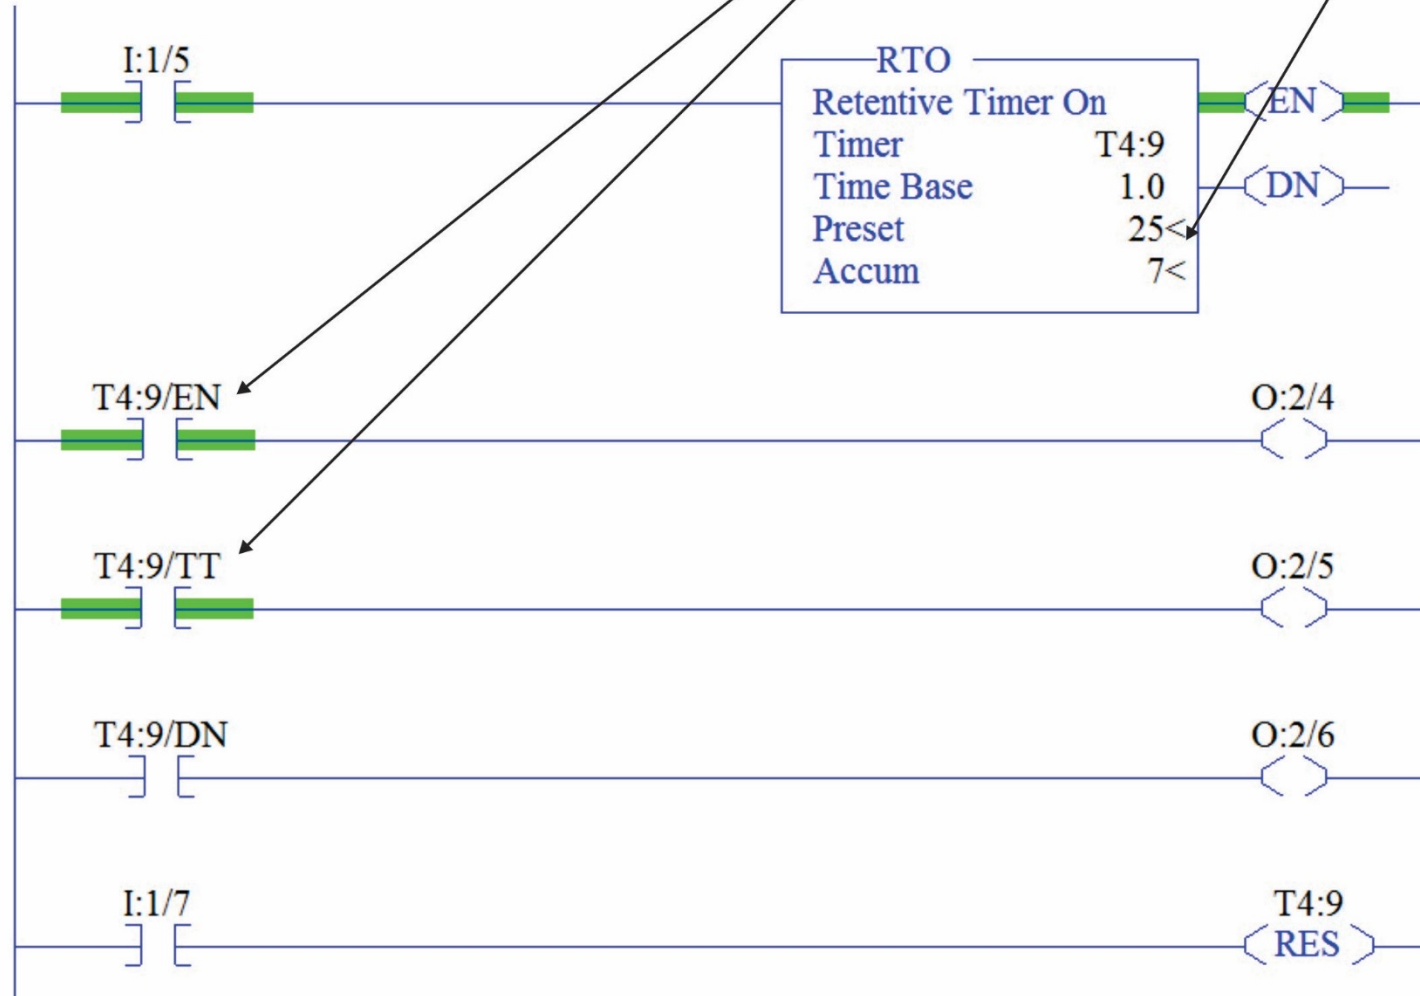 I:1/5
RTO
Retentive Timer On
EN
Timer T4:9
Time Base 1.0
DN
Preset 25<
Accum 7<
T4:9/EN
O:2/4
T4:9/TT
O:2/5
T4:9/DN
O:2/6
I:1/7
T4:9
RES